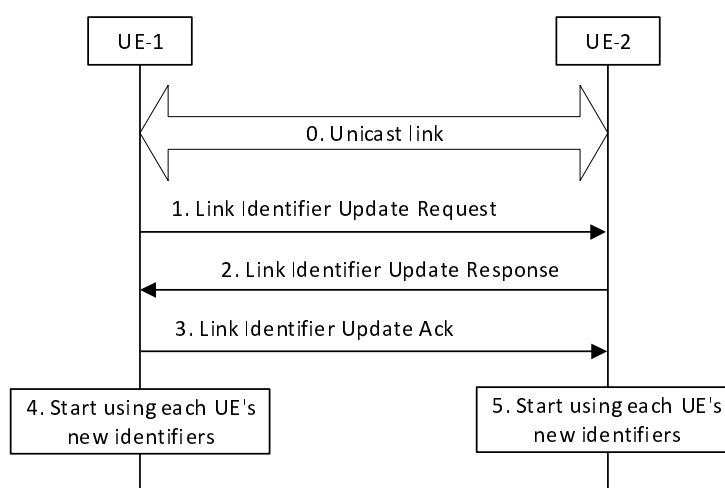 UE-1
UE-2
0. Unicast link
1. Link Identifier Update Request
2. Link Identifier Update Response
3. Link Identifier Update Ack
4. Start using each UE's
new identifiers
5. Start using each UE's
new identifiers